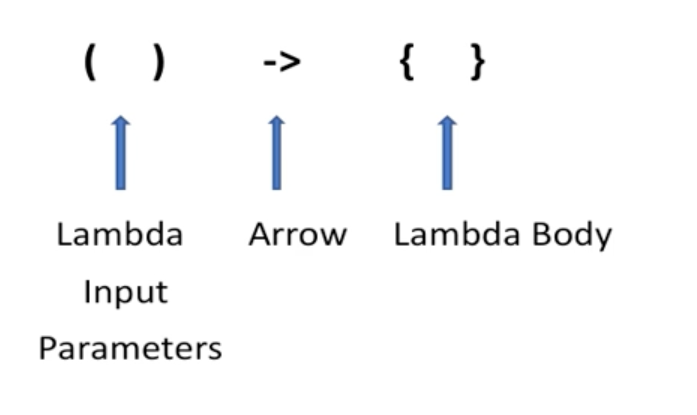 ( ) -> { }
Lambda Arrow Lambda Body
Input
Parameters